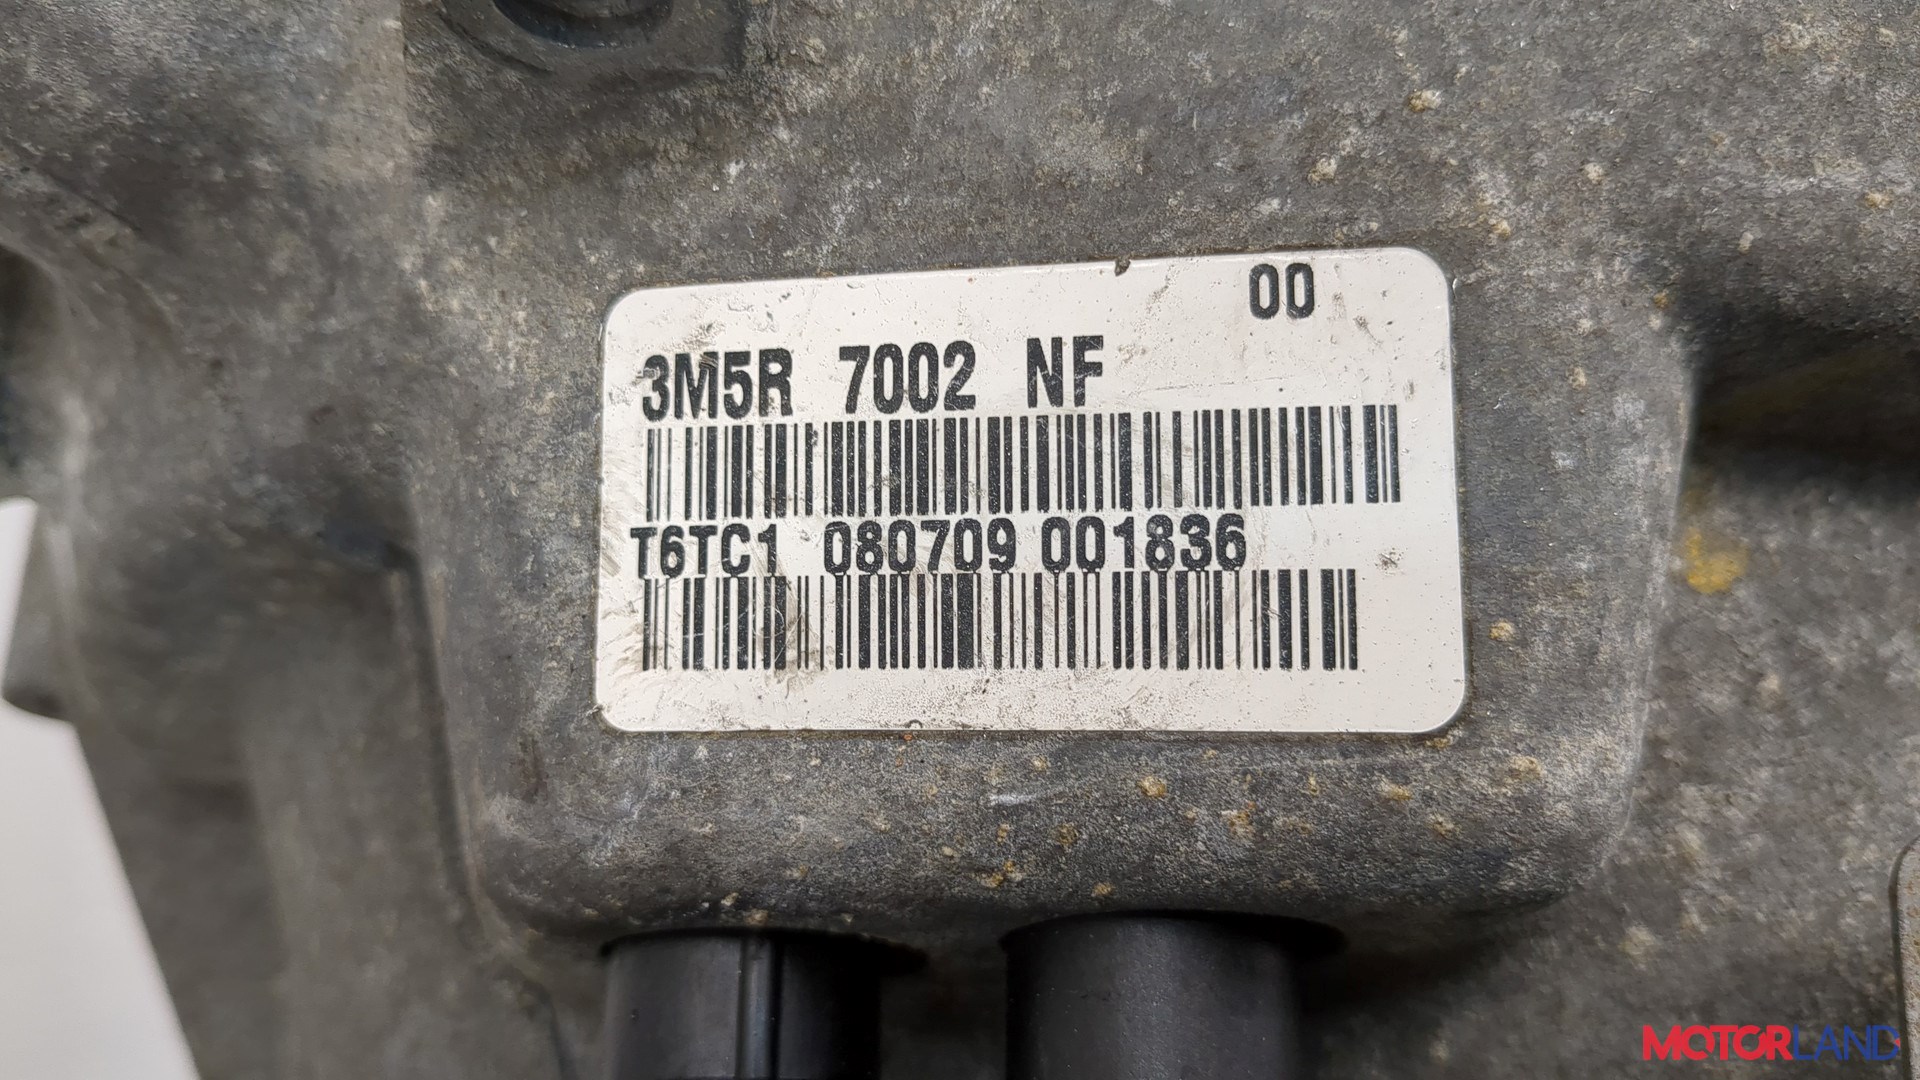 00
3M5R 7002 NF
T6TC1 080709 001836
MOTORLAND